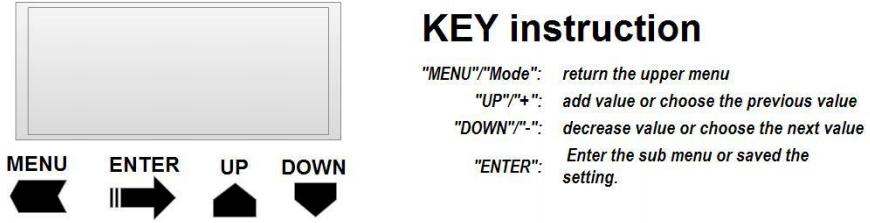 KEY instruction
"MENU"/"Mode": return the upper menu
"UP"/"+": add value or choose the previous value
"DOWN"/"-": decrease value or choose the next value
"ENTER": Enter the sub menu or saved the
setting.
MENU ENTER UP DOWN